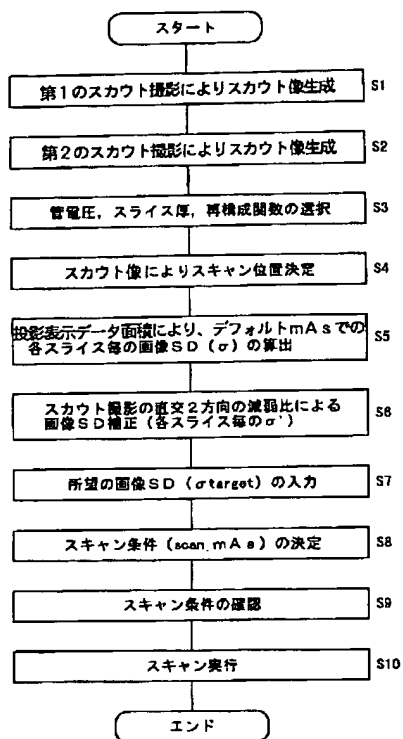 スタート
第1のスカウト撮影によりスカウト像生成
S1
第2のスカウト撮影によりスカウト像生成
S2
管電圧，スライス厚，再構成関数の選択
S3
スカウト像によりスキャン位置決定
S4
投影表示データ面積により、デフォルトmAsでの
各スライス毎の画像SD（σ）の算出
S5
スカウト撮影の直交2方向の減弱比による
画像SD補正（各スライス毎のσ'）
S6
所望の画像SD（σtarget）の入力
S7
スキャン条件（scan.mAs）の決定
S8
スキャン条件の確認
S9
スキャン実行
S10
エンド